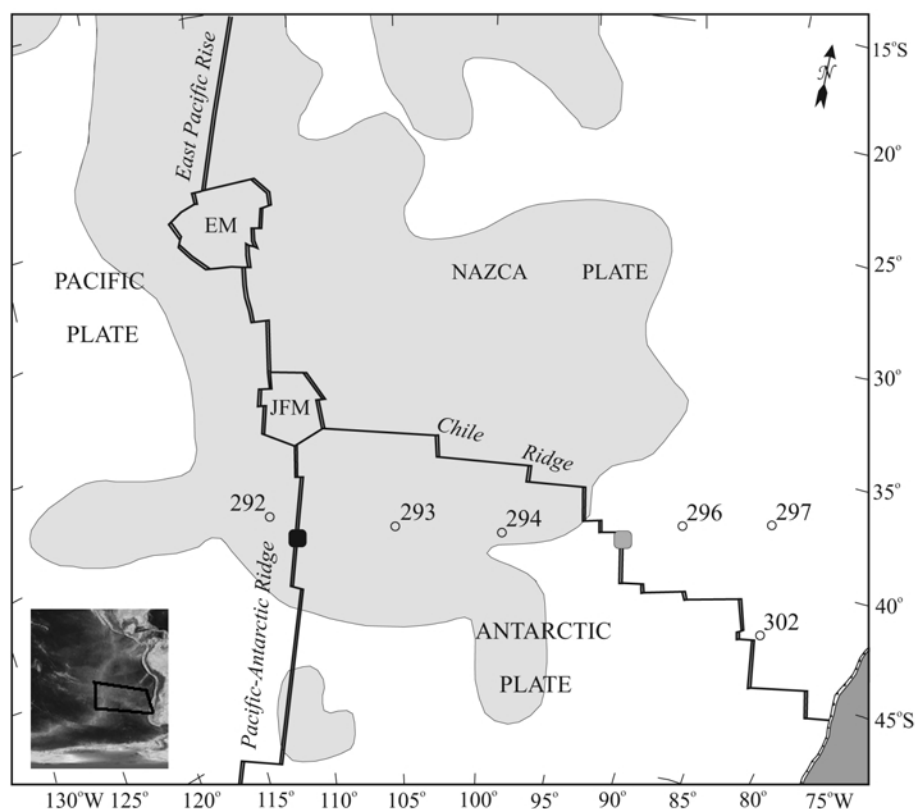 15°S
East Pacific Rise
N
20°
EM
PACIFIC
PLATE
NAZCA PLATE
25°
30°
JFM
Chile
Ridge
35°
292
293
294
296
297
Pacific-Antarctic Ridge
40°
302
ANTARCTIC
PLATE
45°S
130°W 125° 120° 115° 110° 105° 100° 95° 90° 85° 80° 75°W